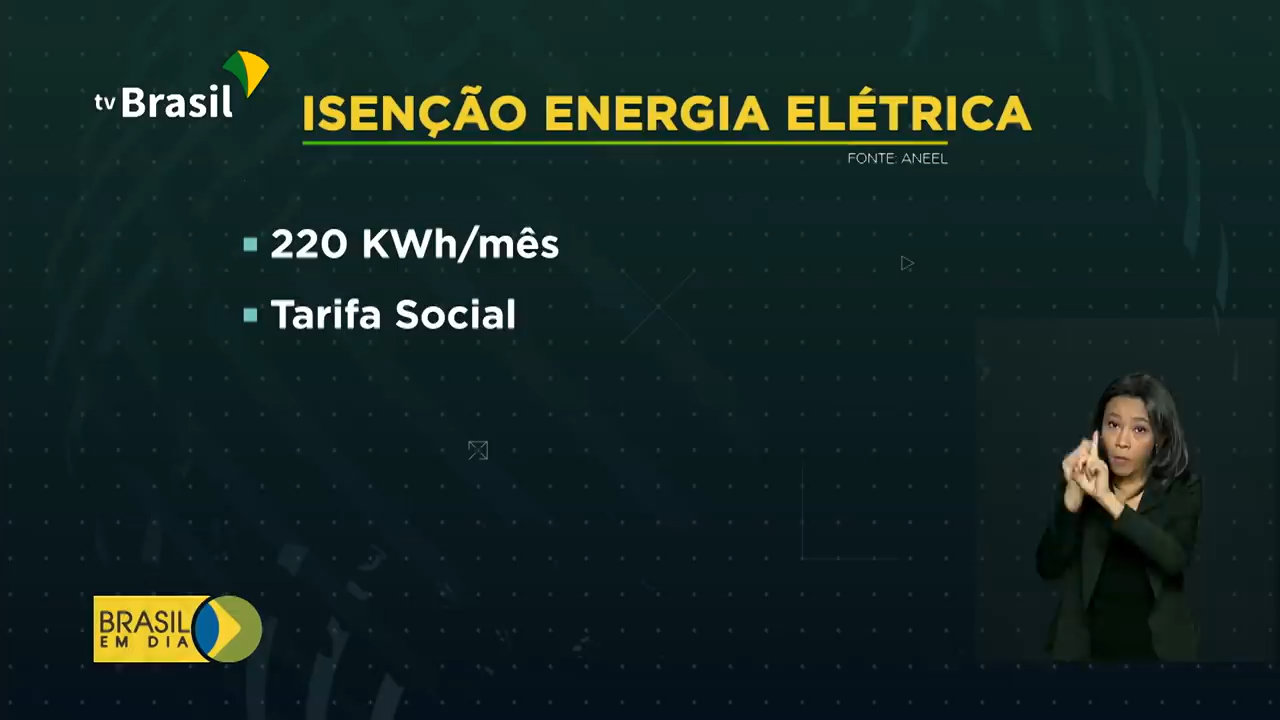 tv Brasil
ISENÇÃO ENERGIA ELÉTRICA
FONTE: ANEEL
220 KWh/mês
Tarifa Social
BRASIL
EM DIA